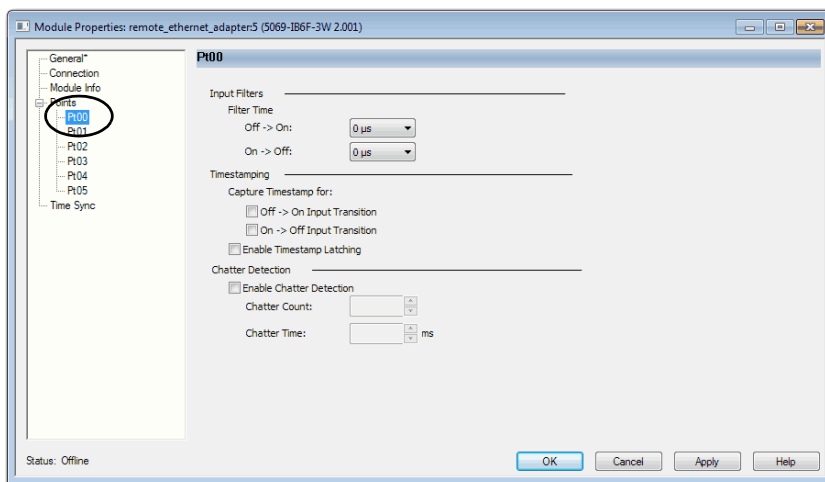 Module Properties: remote_ethernet_adapter:5 (5069-IB6F-3W 2.001)
General*
Connection
Module Info
Points
Pt00
Pt01
Pt02
Pt03
Pt04
Pt05
Time Sync
Pt00
Input Filters
Filter Time
Off -> On: 0 µs
On -> Off: 0 µs
Timestamping
Capture Timestamp for:
Off -> On Input Transition
On -> Off Input Transition
Enable Timestamp Latching
Chatter Detection
Enable Chatter Detection
Chatter Count:
Chatter Time: ms
Status: Offline
OK Cancel Apply Help